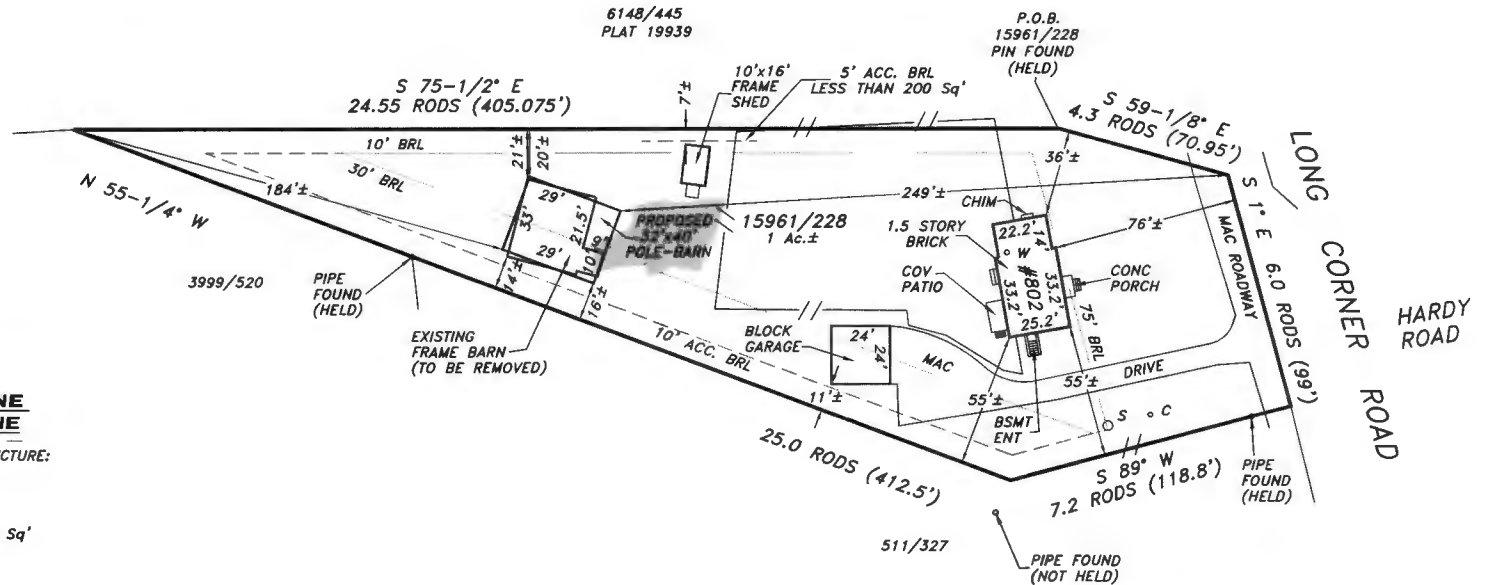 6148/445
PLAT 19939
P.O.B.
15961/228
PIN FOUND
(HELD)
S 75-1/2° E
24.55 RODS (405.075')
7'±
10'x16'
FRAME
SHED
5' ACC. BRL
LESS THAN 200 Sq'
S 59-1/8° E
4.3 RODS (70.95')
LONG
CORNER
ROAD
HARDY
ROAD
10' BRL
30' BRL
21'±
20'±
36'±
N 55-1/4° W
184'±
29'
33'
21.5'
29'
10'
14'±
16'±
PROPOSED
32'x40'
POLE-BARN
249'±
15961/228
1 Ac.±
CHIM
1.5 STORY
BRICK
22.2'
14'
W
#802
33.2'
33.2'
25.2'
COV
PATIO
CONC
PORCH
76'±
MAC ROADWAY
S 1° E 6.0 RODS (99')
3999/520
PIPE
FOUND
(HELD)
EXISTING
FRAME BARN
(TO BE REMOVED)
10' ACC. BRL
BLOCK
GARAGE
24'
24'
11'±
MAC
DRIVE
75' BRL
55'±
55'±
BSMT
ENT
S
C
25.0 RODS (412.5')
S 89° W
7.2 RODS (118.8')
PIPE
FOUND
(HELD)
511/327
PIPE FOUND
(NOT HELD)
NE
NE
CTURE:
Sq'